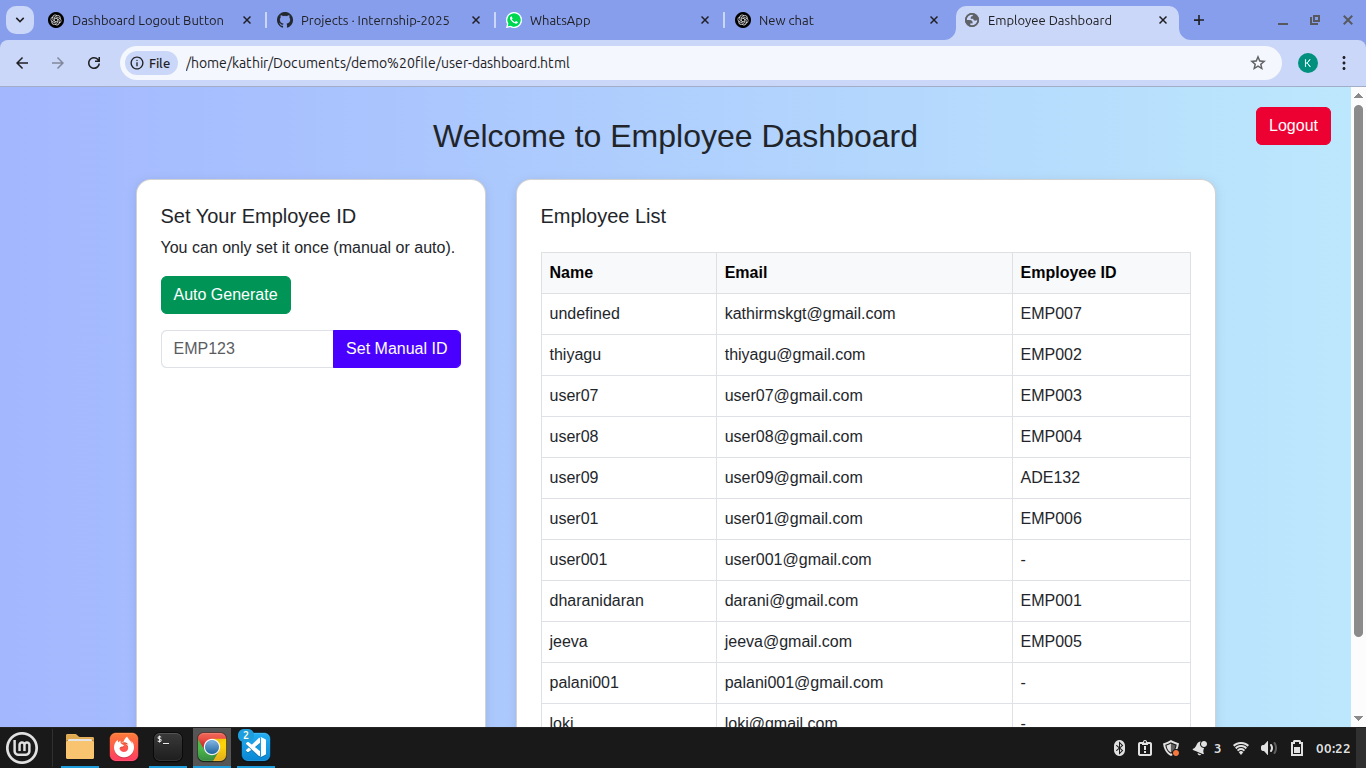 Dashboard Logout Button
Projects · Internship-2025
WhatsApp
New chat
Employee Dashboard
File
/home/kathir/Documents/demo%20file/user-dashboard.html
K
Welcome to Employee Dashboard
Logout
Set Your Employee ID
You can only set it once (manual or auto).
Auto Generate
EMP123
Set Manual ID
Employee List
Name Email Employee ID
undefined kathirmskgt@gmail.com EMP007
thiyagu thiyagu@gmail.com EMP002
user07 user07@gmail.com EMP003
user08 user08@gmail.com EMP004
user09 user09@gmail.com ADE132
user01 user01@gmail.com EMP006
user001 user001@gmail.com -
dharanidaran darani@gmail.com EMP001
jeeva jeeva@gmail.com EMP005
palani001 palani001@gmail.com -
loki loki@gmail.com -
$_
2
3
00:22